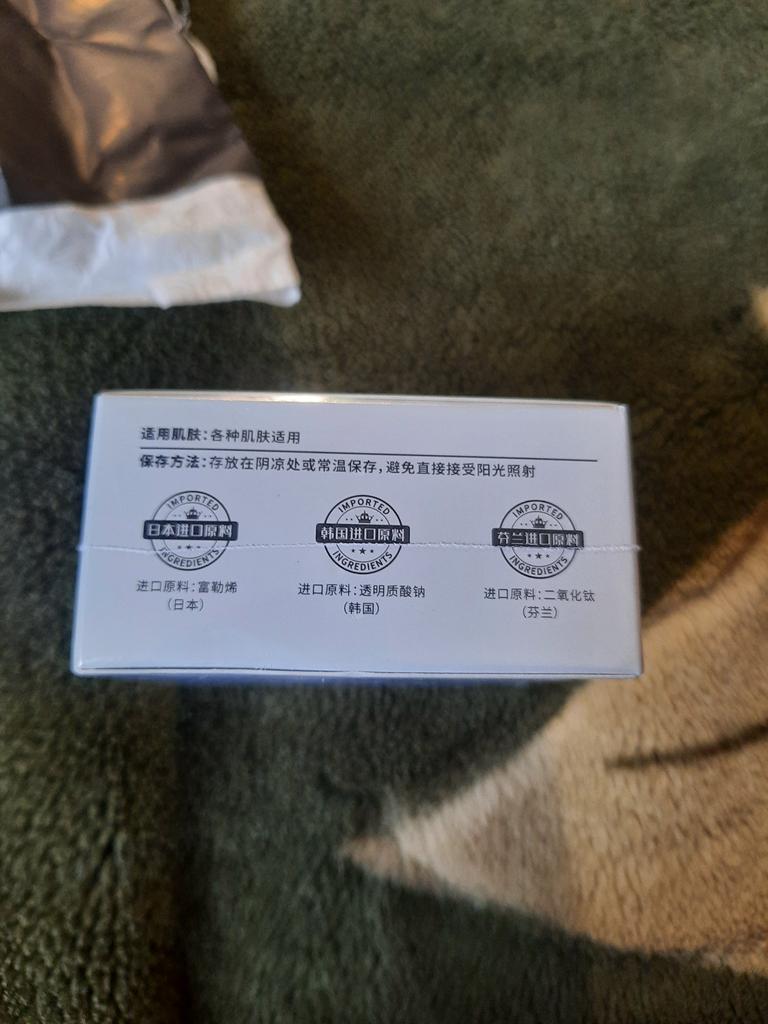 适用肌肤：各种肌肤适用
保存方法：存放在阴凉处或常温保存，避免直接接受阳光照射
IMPORTED
日本进口原料
INGREDIENTS
进口原料：富勒烯
（日本）
IMPORTED
韩国进口原料
INGREDIENTS
进口原料：透明质酸钠
（韩国）
IMPORTED
芬兰进口原料
INGREDIENTS
进口原料：二氧化钛
（芬兰）